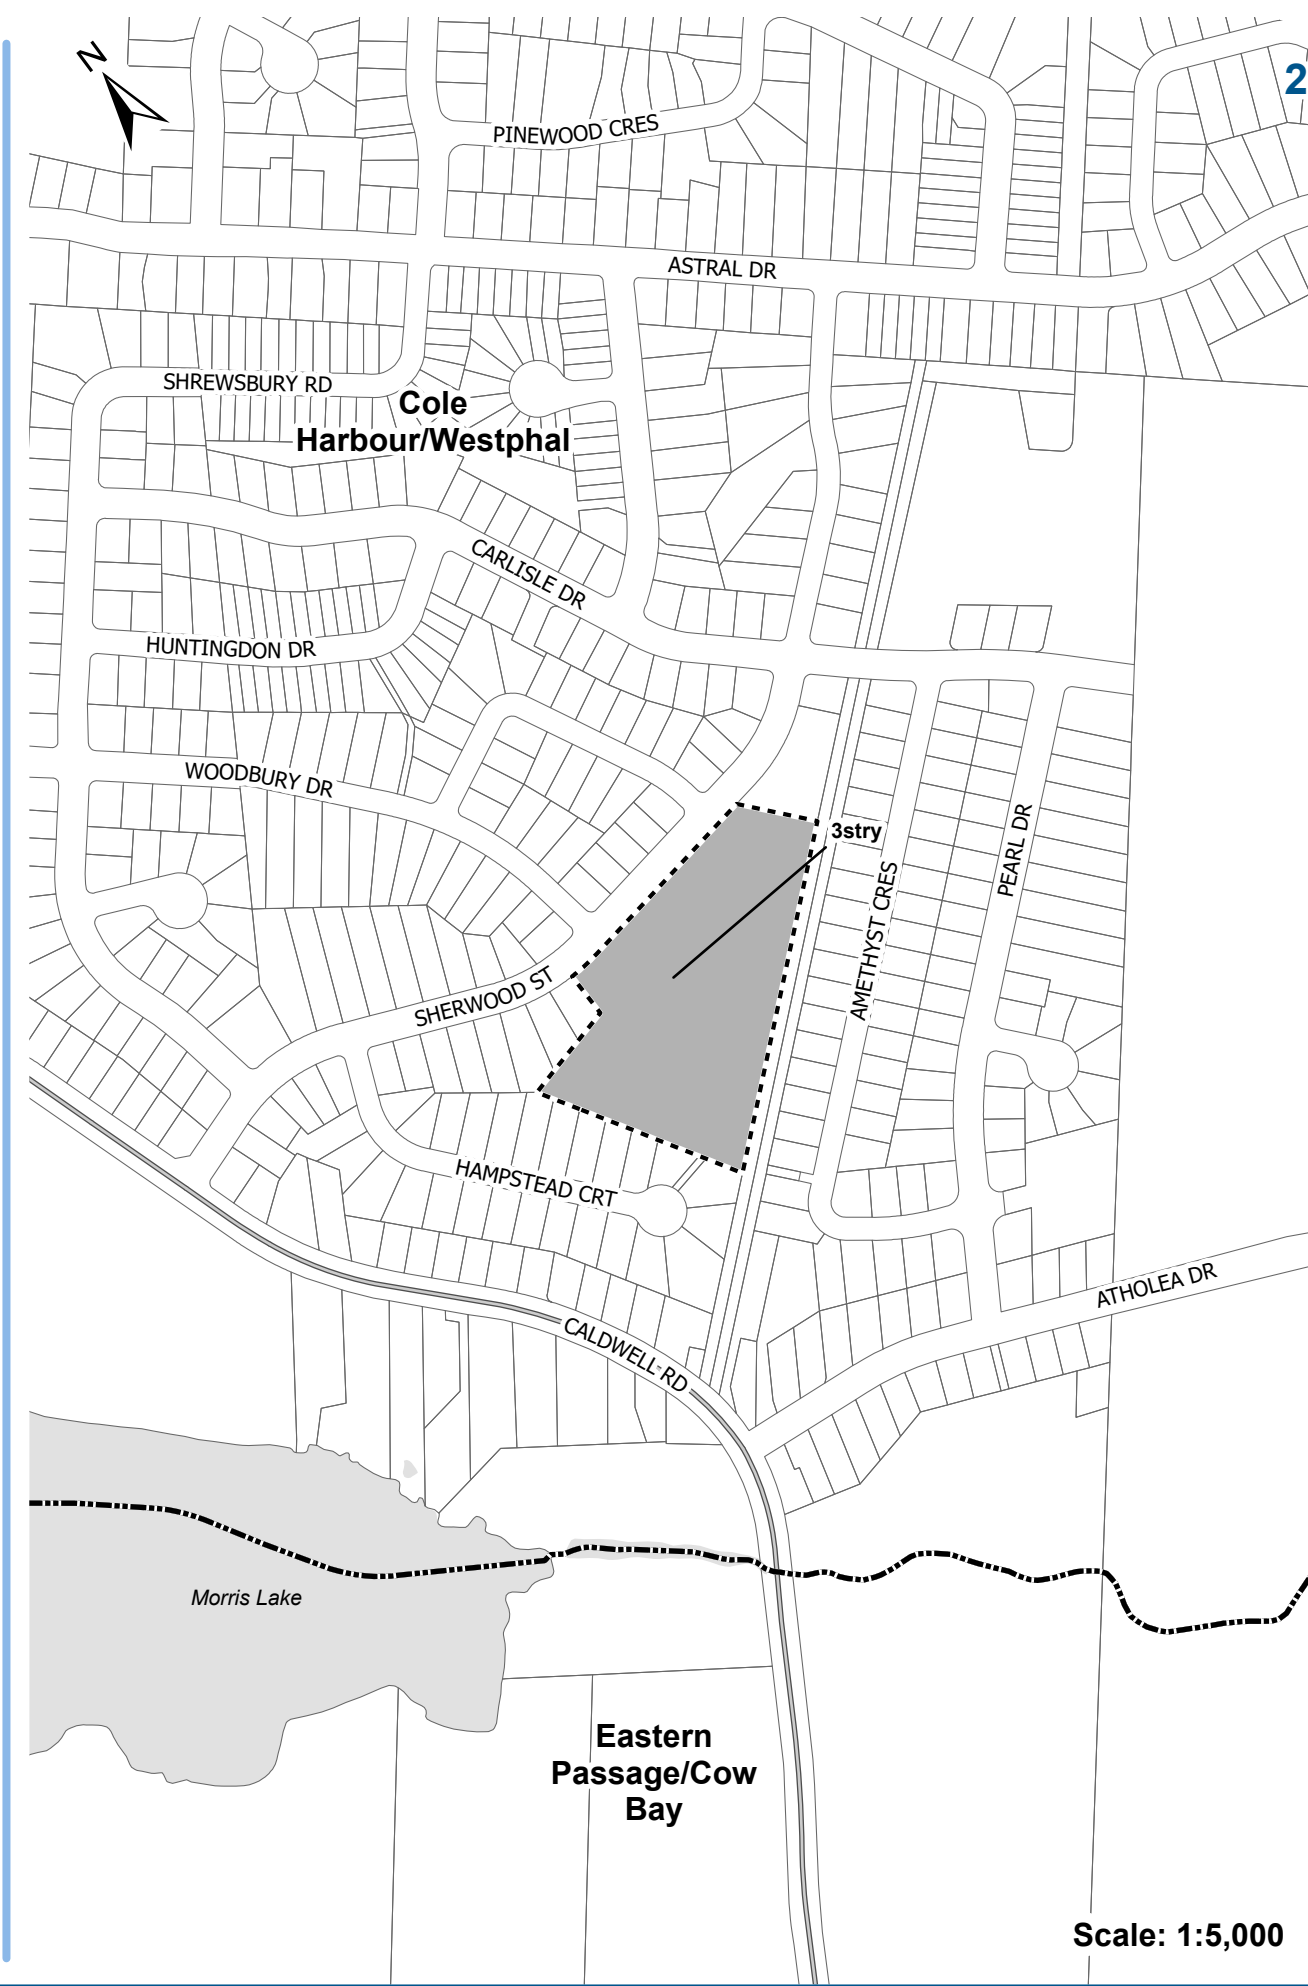 N
2
PINEWOOD CRES
ASTRAL DR
SHREWSBURY RD
Cole
Harbour/Westphal
CARLISLE DR
HUNTINGDON DR
WOODBURY DR
3stry
PEARL DR
AMETHYST CRES
SHERWOOD ST
HAMPSTEAD CRT
ATHOLEA DR
CALDWELL RD
Morris Lake
Eastern
Passage/Cow
Bay
Scale: 1:5,000